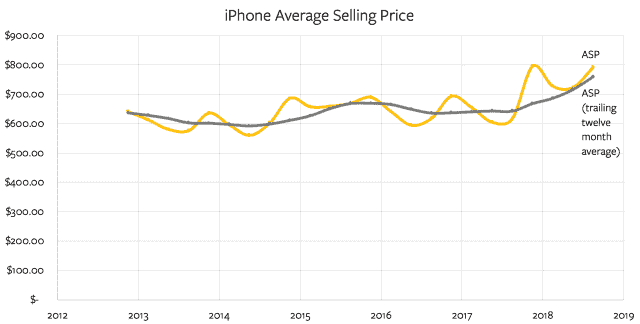 iPhone Average Selling Price
$900.00
$800.00
$700.00
$600.00
$500.00
$400.00
$300.00
$200.00
$100.00
$-
ASP
ASP
(trailing
twelve
month
average)
2012 2013 2014 2015 2016 2017 2018 2019